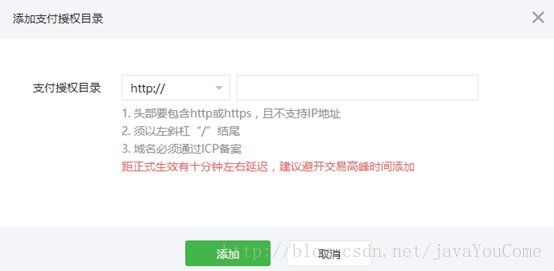 添加支付授权目录
支付授权目录 http://
1. 头部要包含http或https，且不支持IP地址
2. 须以左斜杠“/”结尾
3. 域名必须通过ICP备案
距正式生效有十分钟左右延迟，建议避开交易高峰时间添加
添加 取消
http://blog.csdn.net/javaYouCome